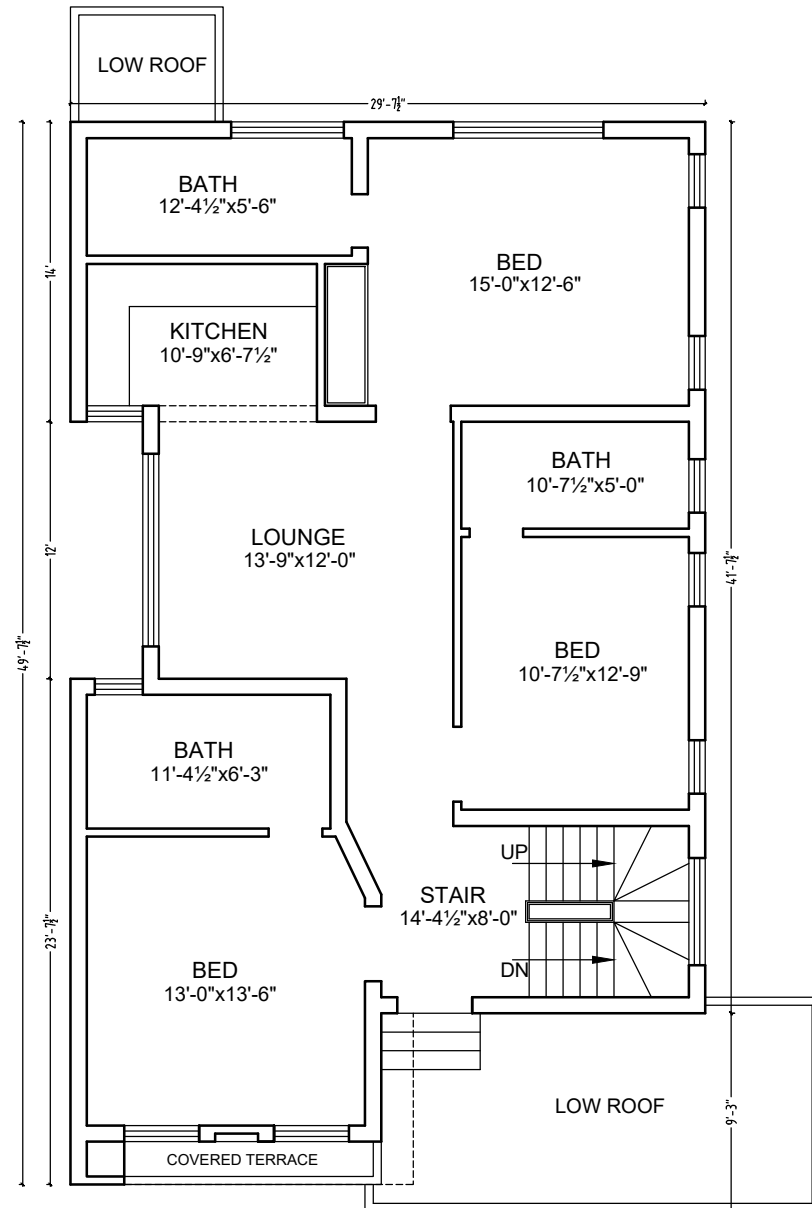 LOW ROOF
29'-7½"
BATH
12'-4½"x5'-6"
BED
15'-0"x12'-6"
14'
KITCHEN
10'-9"x6'-7½"
BATH
10'-7½"x5'-0"
LOUNGE
13'-9"x12'-0"
12'
41'-7½"
49'-7½"
BED
10'-7½"x12'-9"
BATH
11'-4½"x6'-3"
UP
STAIR
14'-4½"x8'-0"
23'-7½"
BED
13'-0"x13'-6"
DN
LOW ROOF
9'-3"
COVERED TERRACE